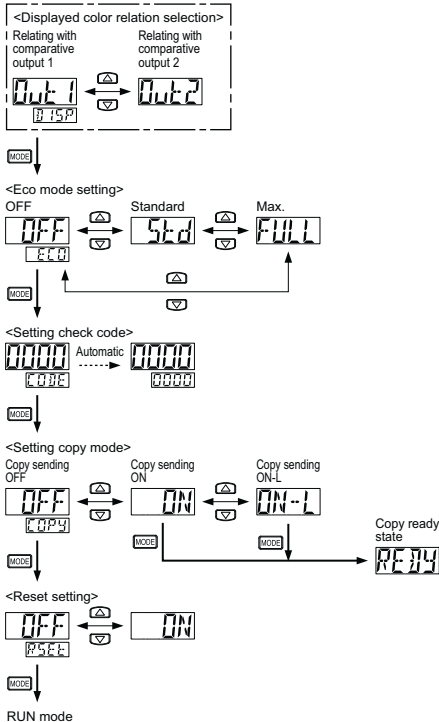 <Displayed color relation selection>
Relating with comparative output 1
Relating with comparative output 2
Out 1
Out2
DISP
MODE
<Eco mode setting>
OFF
Standard
Max.
OFF
Std
FULL
ECO
MODE
<Setting check code>
0000
Automatic
0000
CODE
0000
MODE
<Setting copy mode>
Copy sending OFF
Copy sending ON
Copy sending ON-L
OFF
ON
ON-L
COPY
Copy ready state
REDY
MODE
MODE
MODE
<Reset setting>
OFF
ON
RSEt
MODE
RUN mode